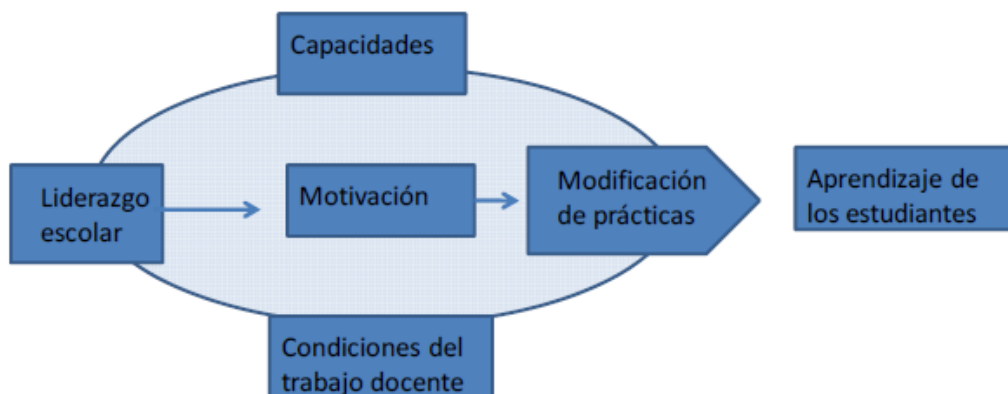 Capacidades
Liderazgo
escolar
Motivación
Modificación
de prácticas
Aprendizaje de
los estudiantes
Condiciones del
trabajo docente